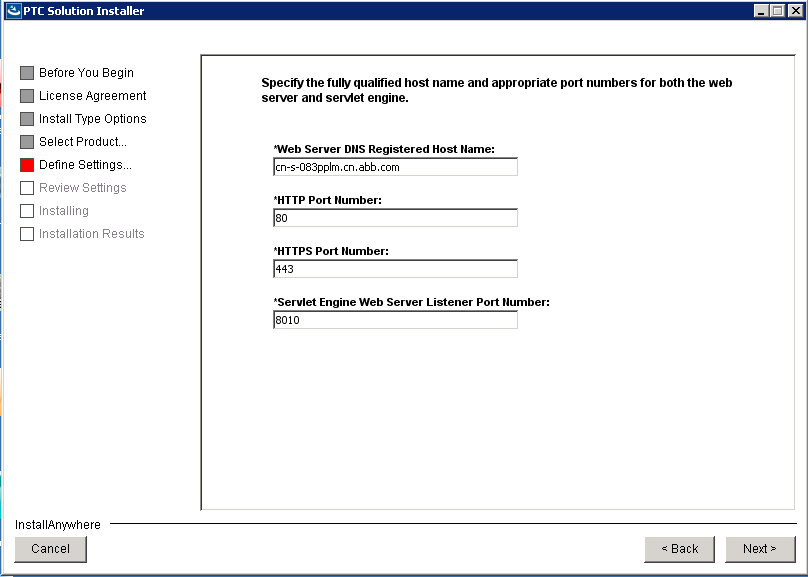 PTC Solution Installer
Before You Begin
License Agreement
Install Type Options
Select Product...
Define Settings...
Review Settings
Installing
Installation Results
Specify the fully qualified host name and appropriate port numbers for both the web
server and servlet engine.
*Web Server DNS Registered Host Name:
cn-s-083pplm.cn.abb.com
*HTTP Port Number:
80
*HTTPS Port Number:
443
*Servlet Engine Web Server Listener Port Number:
8010
InstallAnywhere
Cancel
< Back
Next >